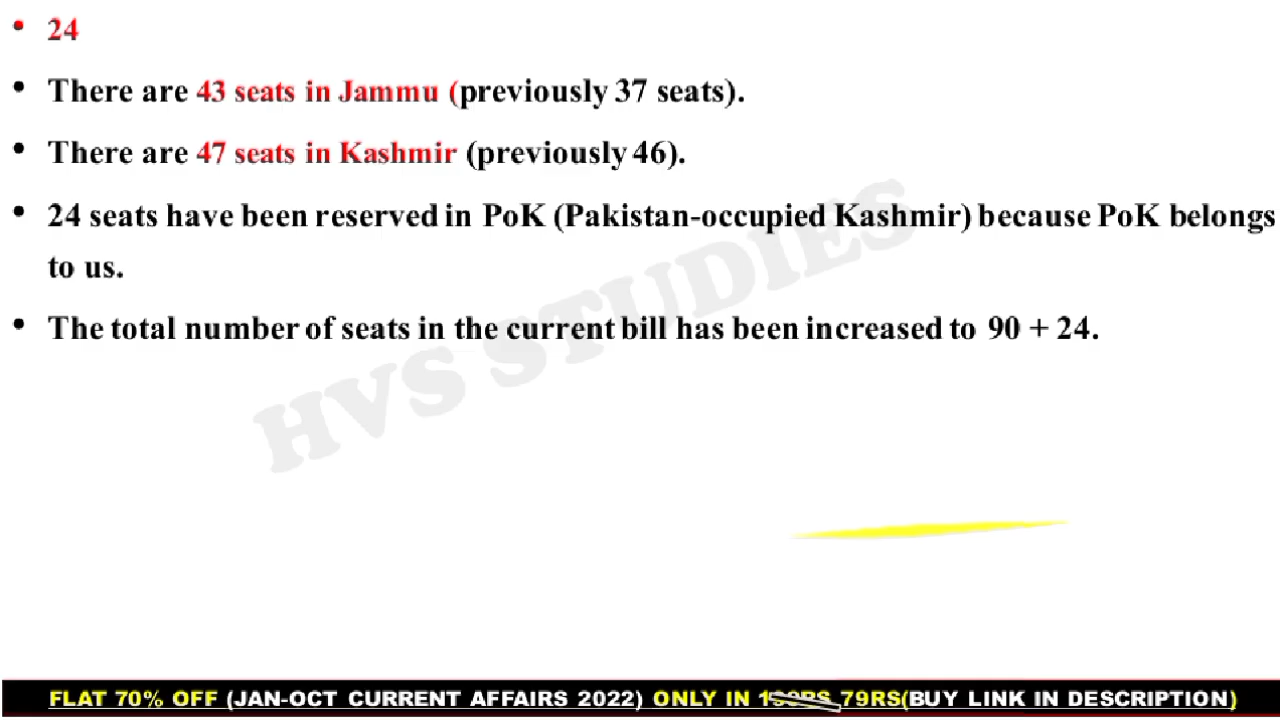 • 24
• There are 43 seats in Jammu (previously 37 seats).
• There are 47 seats in Kashmir (previously 46).
• 24 seats have been reserved in PoK (Pakistan-occupied Kashmir) because PoK belongs
to us.
• The total number of seats in the current bill has been increased to 90 + 24.
HVS STUDIES
FLAT 70% OFF (JAN-OCT CURRENT AFFAIRS 2022) ONLY IN 79RS(BUY LINK IN DESCRIPTION)